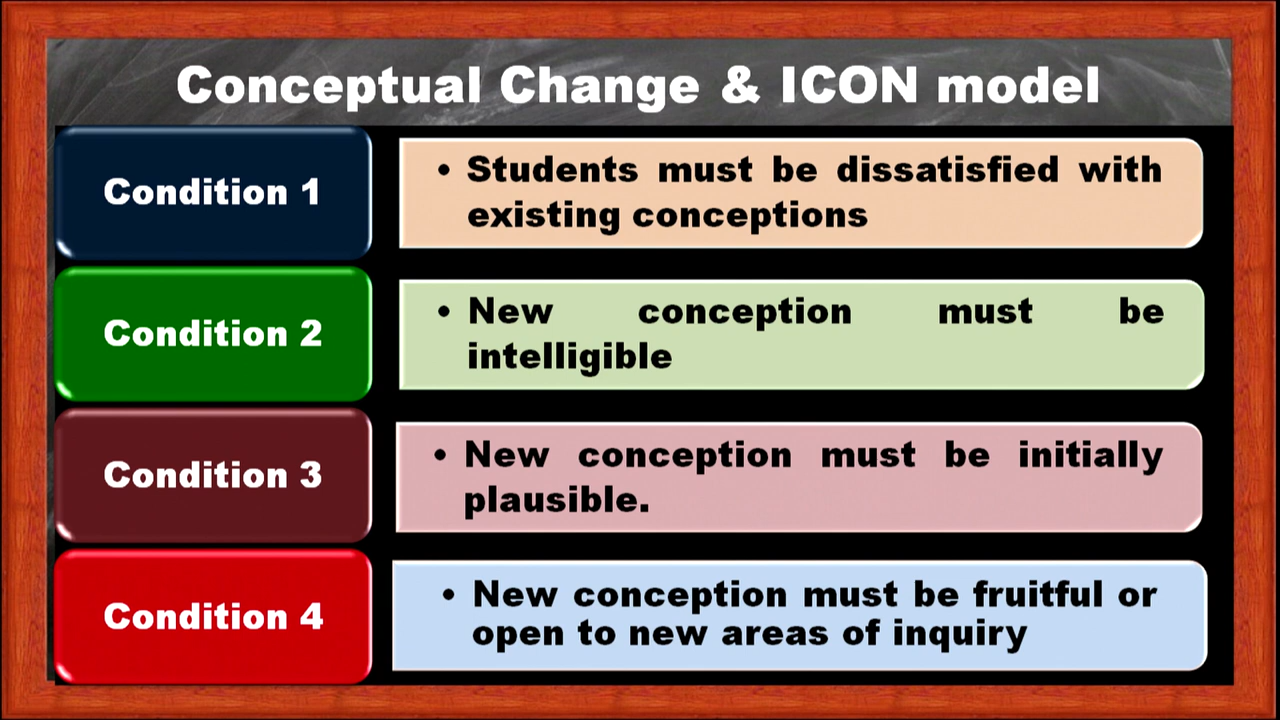 Conceptual Change & ICON model
Condition 1
• Students must be dissatisfied with
existing conceptions
Condition 2
• New conception must be
intelligible
Condition 3
• New conception must be initially
plausible.
Condition 4
• New conception must be fruitful or
open to new areas of inquiry